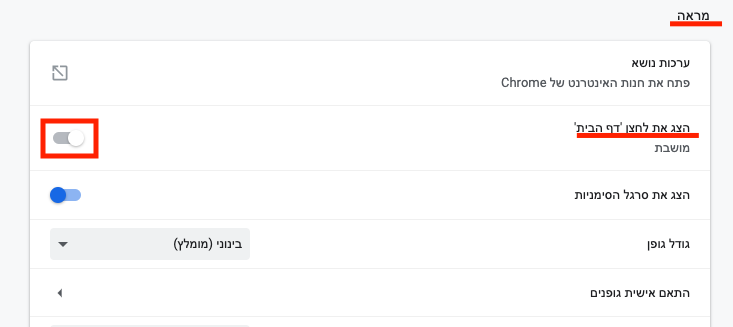 מראה
ערכות נושא
פתח את חנות האינטרנט של Chrome
הצג את לחצן 'דף הבית'
מושבת
הצג את סרגל הסימניות
גודל גופן
בינוני (מומלץ)
התאם אישית גופנים